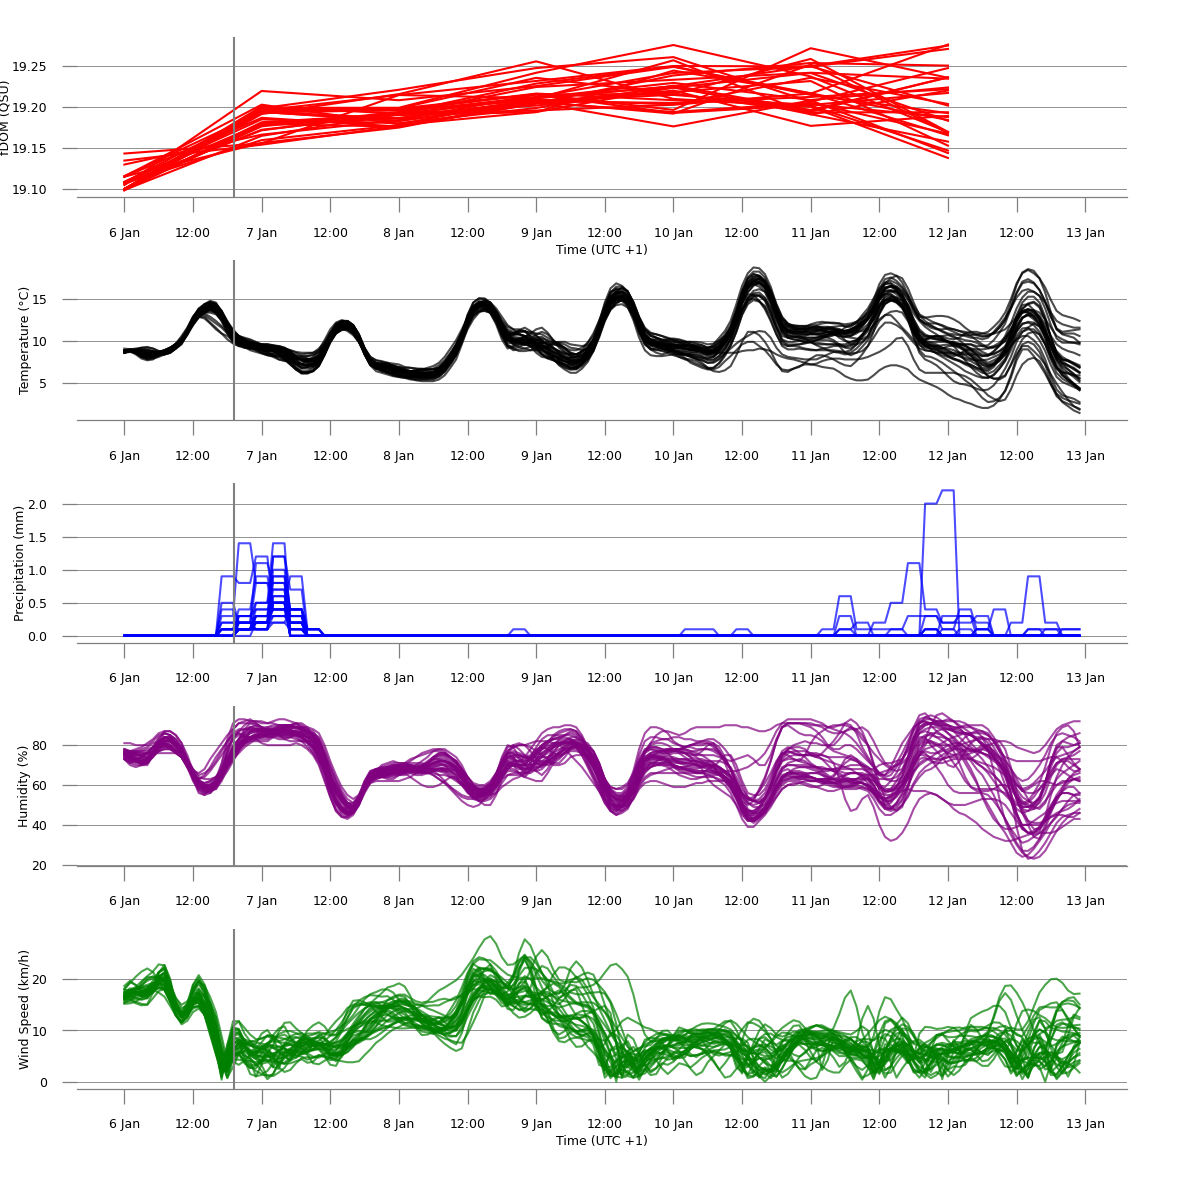 fDOM (QSU)
19.25
19.20
19.15
19.10
6 Jan 12:00 7 Jan 12:00 8 Jan 12:00 9 Jan 12:00 10 Jan 12:00 11 Jan 12:00 12 Jan 12:00 13 Jan
Time (UTC +1)
Temperature (°C)
15
10
5
6 Jan 12:00 7 Jan 12:00 8 Jan 12:00 9 Jan 12:00 10 Jan 12:00 11 Jan 12:00 12 Jan 12:00 13 Jan
Precipitation (mm)
2.0
1.5
1.0
0.5
0.0
6 Jan 12:00 7 Jan 12:00 8 Jan 12:00 9 Jan 12:00 10 Jan 12:00 11 Jan 12:00 12 Jan 12:00 13 Jan
Humidity (%)
80
60
40
20
6 Jan 12:00 7 Jan 12:00 8 Jan 12:00 9 Jan 12:00 10 Jan 12:00 11 Jan 12:00 12 Jan 12:00 13 Jan
Wind Speed (km/h)
20
10
0
6 Jan 12:00 7 Jan 12:00 8 Jan 12:00 9 Jan 12:00 10 Jan 12:00 11 Jan 12:00 12 Jan 12:00 13 Jan
Time (UTC +1)